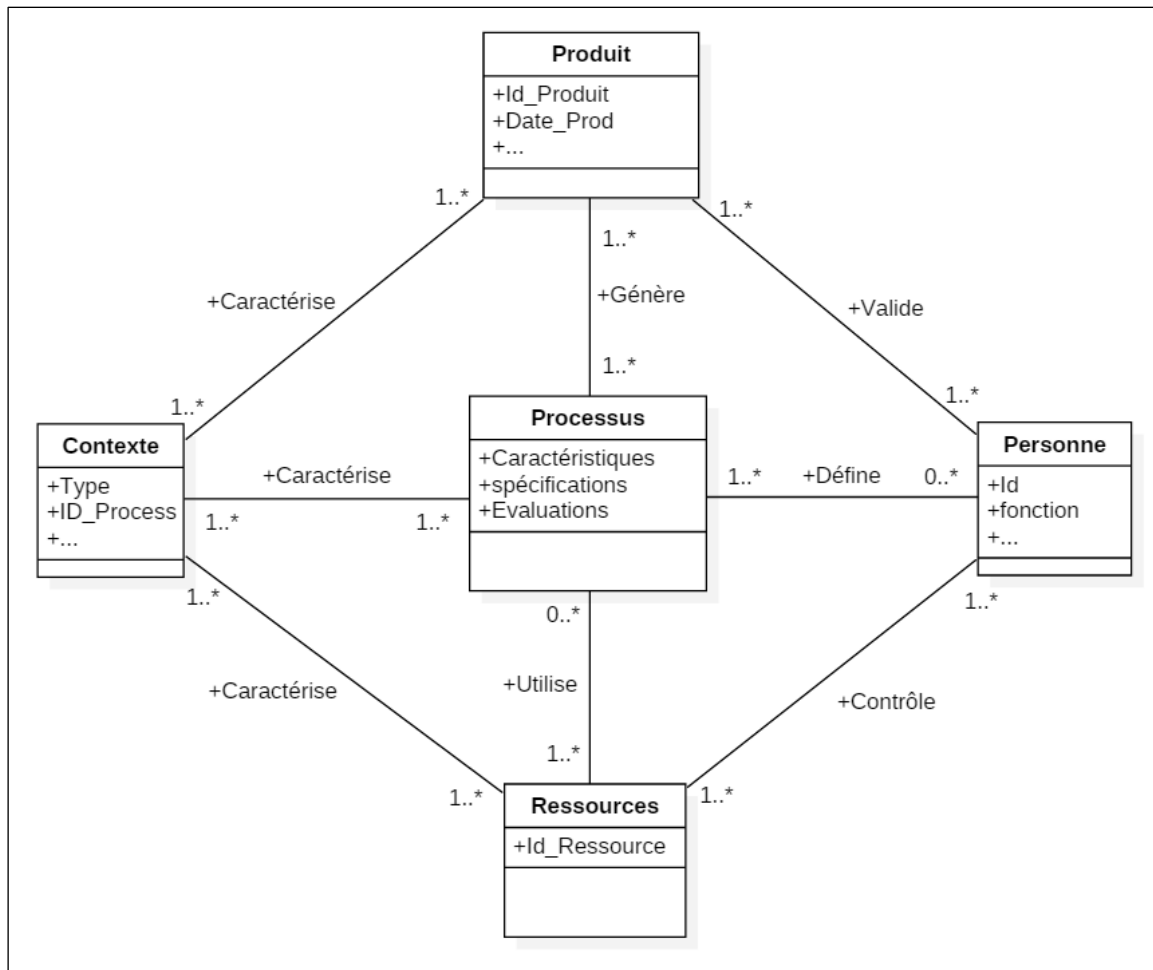 Produit
+Id_Produit
+Date_Prod
+...
1..*
1..*
1..*
+Caractérise
+Génère
+Valide
1..*
1..*
1..*
Contexte
+Type
+ID_Process
+...
+Caractérise
1..*
1..*
Processus
+Caractéristiques
+spécifications
+Evaluations
1..*
+Défine
0..*
Personne
+Id
+fonction
+...
1..*
0..*
1..*
+Caractérise
+Utilise
+Contrôle
1..*
1..*
1..*
Ressources
+Id_Ressource